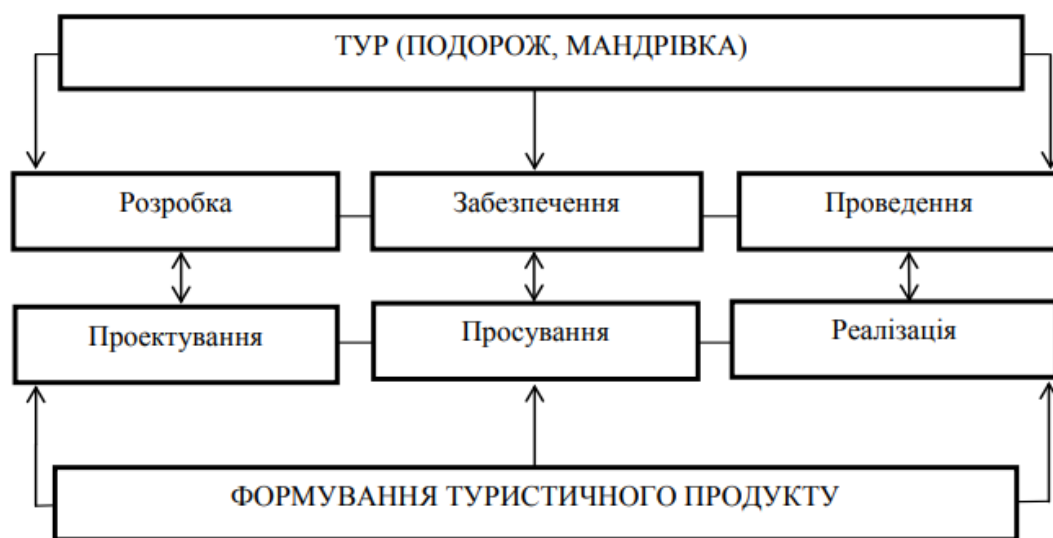 ТУР (ПОДОРОЖ, МАНДРІВКА)
Розробка
Забезпечення
Проведення
Проектування
Просування
Реалізація
ФОРМУВАННЯ ТУРИСТИЧНОГО ПРОДУКТУ